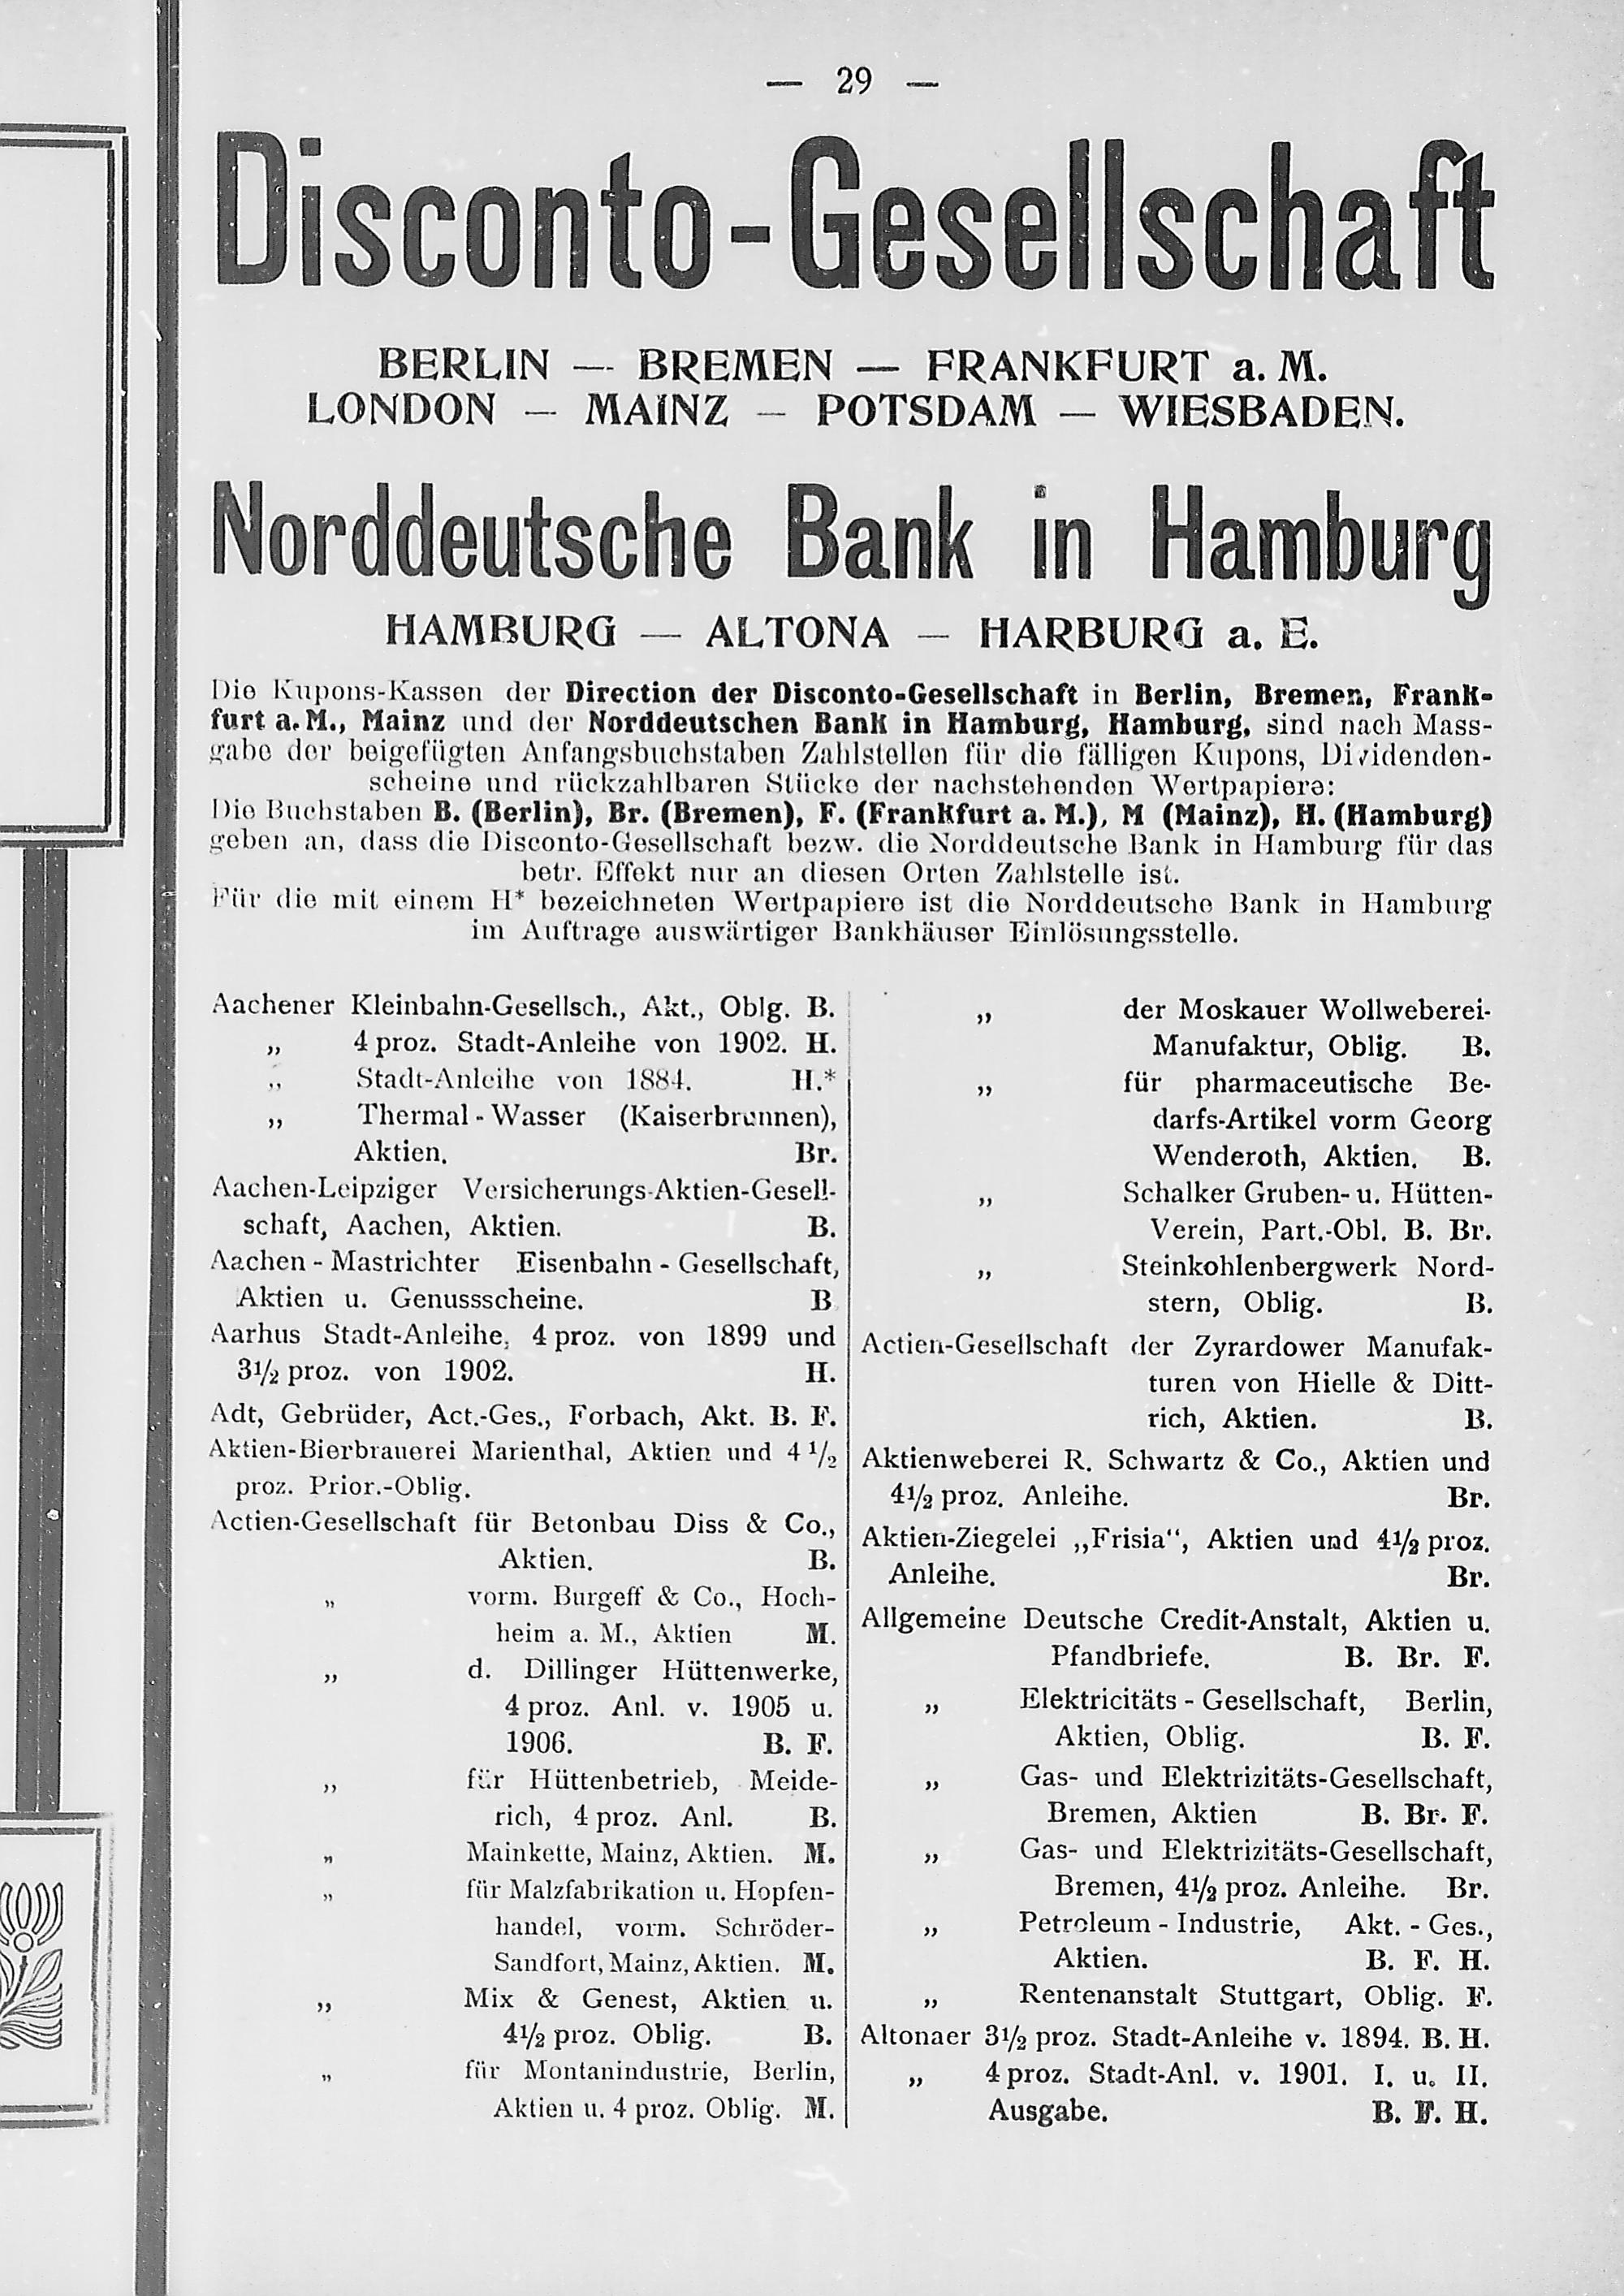 — 29 —
Disconto-Gesellschaft
BERLIN — BREMEN — FRANKFURT a. M.
LONDON — MAINZ — POTSDAM — WIESBADEN.
Norddeutsche Bank in Hamburg
HAMBURG — ALTONA — HARBURG a. E.
Die Kupons-Kassen der Direction der Disconto-Gesellschaft in Berlin, Bremen, Frank-
furt a. M., Mainz und der Norddeutschen Bank in Hamburg, Hamburg, sind nach Mass-
gabe der beigefügten Anfangsbuchstaben Zahlstellen für die fälligen Kupons, Dividenden-
scheine und rückzahlbaren Stücke der nachstehenden Wertpapiere:
Die Buchstaben B. (Berlin), Br. (Bremen), F. (Frankfurt a. M.), M (Mainz), H. (Hamburg)
geben an, dass die Disconto-Gesellschaft bezw. die Norddeutsche Bank in Hamburg für das
betr. Effekt nur an diesen Orten Zahlstelle ist.
Für die mit einem H* bezeichneten Wertpapiere ist die Norddeutsche Bank in Hamburg
im Auftrage auswärtiger Bankhäuser Einlösungsstelle.
Aachener Kleinbahn-Gesellsch., Akt., Oblg. B.
„ 4 proz. Stadt-Anleihe von 1902. H.
„ Stadt-Anleihe von 1884. H.*
„ Thermal-Wasser (Kaiserbrunnen),
Aktien. Br.
Aachen-Leipziger Versicherungs-Aktien-Gesell-
schaft, Aachen, Aktien. B.
Aachen-Mastrichter Eisenbahn-Gesellschaft,
Aktien u. Genussscheine. B
Aarhus Stadt-Anleihe, 4 proz. von 1899 und
3½ proz. von 1902. H.
Adt, Gebrüder, Act.-Ges., Forbach, Akt. B. F.
Aktien-Bierbrauerei Marienthal, Aktien und 4½
proz. Prior.-Oblig.
Actien-Gesellschaft für Betonbau Diss & Co.,
Aktien. B.
„ vorm. Burgeff & Co., Hoch-
heim a. M., Aktien M.
„ d. Dillinger Hüttenwerke,
4 proz. Anl. v. 1905 u.
1906. B. F.
„ für Hüttenbetrieb, Meide-
rich, 4 proz. Anl. B.
„ Mainkette, Mainz, Aktien. M.
„ für Malzfabrikation u. Hopfen-
handel, vorm. Schröder-
Sandfort, Mainz, Aktien. M.
„ Mix & Genest, Aktien u.
4½ proz. Oblig. B.
„ für Montanindustrie, Berlin,
Aktien u. 4 proz. Oblig. M.
„ der Moskauer Wollweberei-
Manufaktur, Oblig. B.
„ für pharmaceutische Be-
darfs-Artikel vorm Georg
Wenderoth, Aktien. B.
„ Schalker Gruben- u. Hütten-
Verein, Part.-Obl. B. Br.
„ Steinkohlenbergwerk Nord-
stern, Oblig. B.
Actien-Gesellschaft der Zyrardower Manufak-
turen von Hielle & Ditt-
rich, Aktien. B.
Aktienweberei R. Schwartz & Co., Aktien und
4½ proz. Anleihe. Br.
Aktien-Ziegelei „Frisia“, Aktien und 4½ proz.
Anleihe. Br.
Allgemeine Deutsche Credit-Anstalt, Aktien u.
Pfandbriefe. B. Br. F.
„ Elektricitäts-Gesellschaft, Berlin,
Aktien, Oblig. B. F.
„ Gas- und Elektrizitäts-Gesellschaft,
Bremen, Aktien B. Br. F.
„ Gas- und Elektrizitäts-Gesellschaft,
Bremen, 4½ proz. Anleihe. Br.
„ Petroleum-Industrie, Akt.-Ges.,
Aktien. B. F. H.
„ Rentenanstalt Stuttgart, Oblig. F.
Altonaer 3½ proz. Stadt-Anleihe v. 1894. B. H.
„ 4 proz. Stadt-Anl. v. 1901. I. u. II.
Ausgabe. B. F. H.